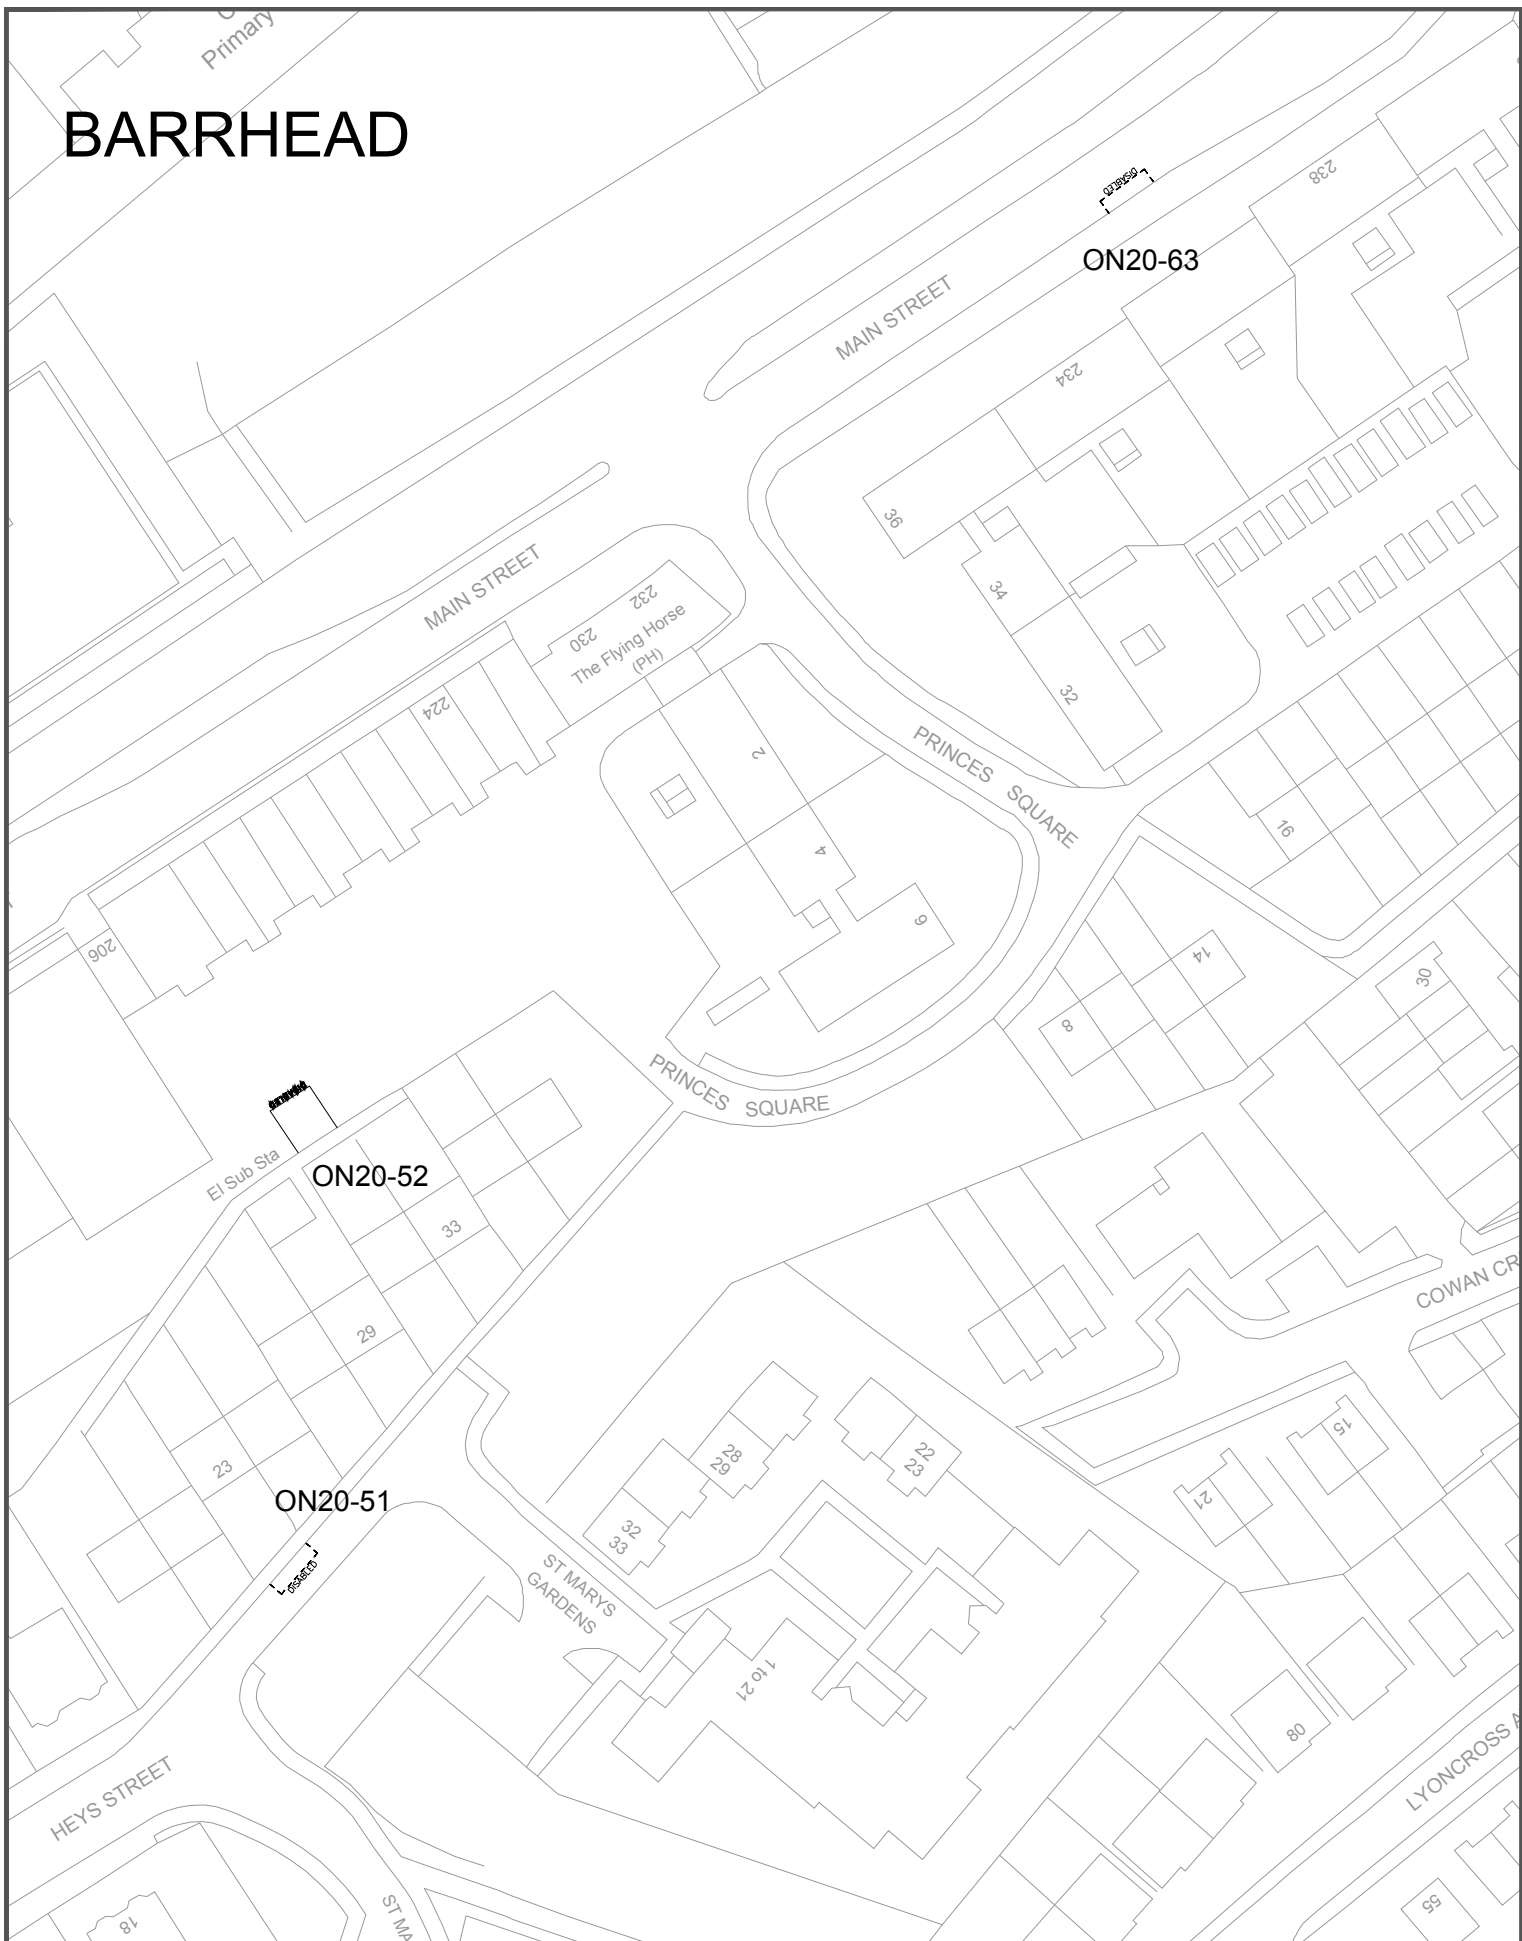 Primary
BARRHEAD
DISABLED
ON20-63
238
MAIN STREET
234
36
34
32
MAIN STREET
232
230
The Flying Horse
(PH)
224
2
PRINCES SQUARE
16
4
6
206
14
30
8
PRINCES SQUARE
El Sub Sta
ON20-52
33
COWAN CR
29
28
29
22
23
15
23
21
ON20-51
32
33
DISABLED
ST MARYS
GARDENS
1 to 21
80
LYONCROSS A
HEYS STREET
18
ST MA
55